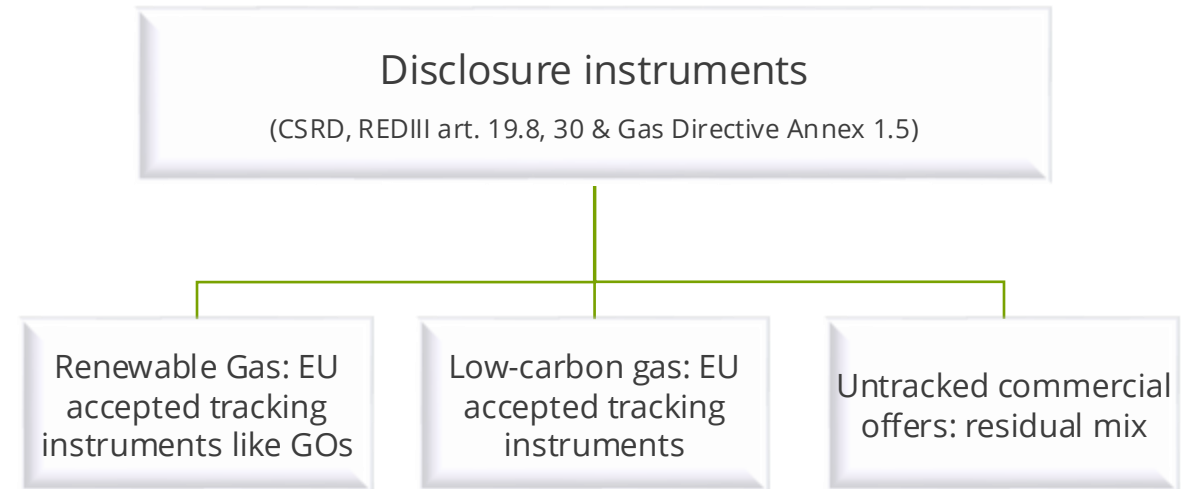 Disclosure instruments
(CSRD, REDIII art. 19.8, 30 & Gas Directive Annex 1.5)
Renewable Gas: EU
accepted tracking
instruments like GOs
Low-carbon gas: EU
accepted tracking
instruments
Untracked commercial
offers: residual mix